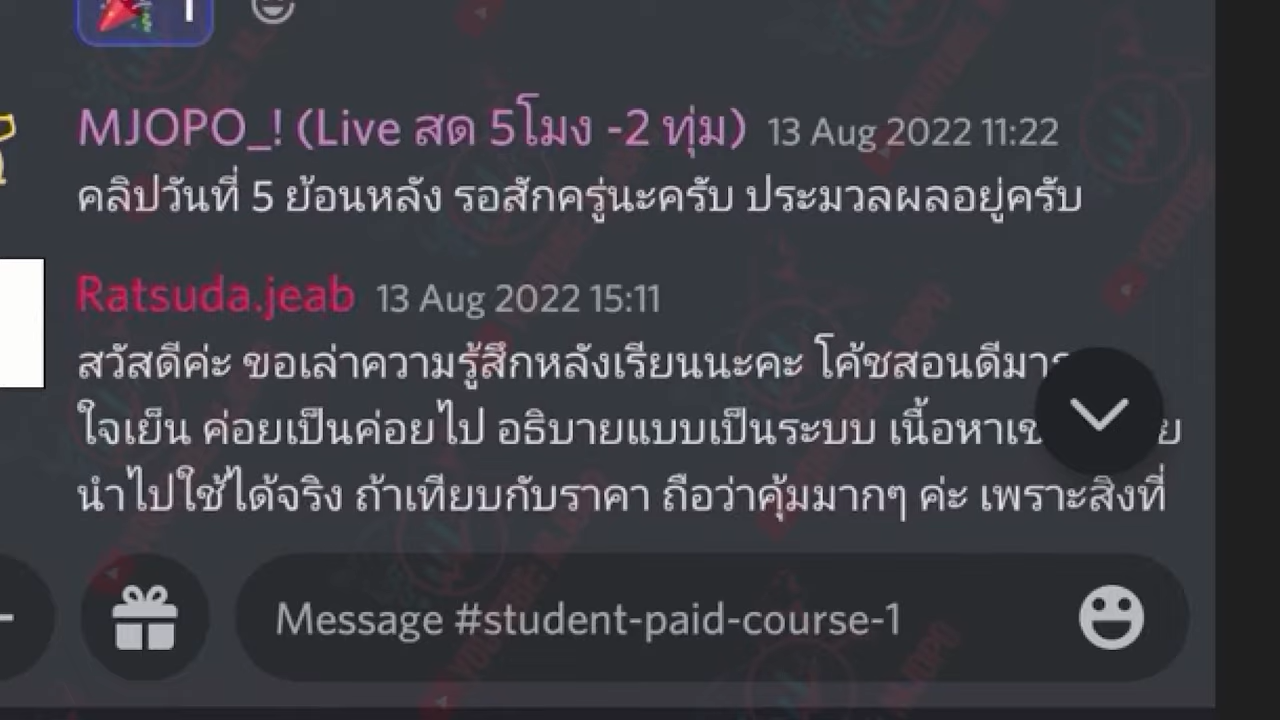 1
MJOPO_! (Live สด 5โมง -2 ทุ่ม) 13 Aug 2022 11:22
คลิปวันที่ 5 ย้อนหลัง รอสักครู่นะครับ ประมวลผลอยู่ครับ
Ratsuda.jeab 13 Aug 2022 15:11
สวัสดีค่ะ ขอเล่าความรู้สึกหลังเรียนนะคะ โค้ชสอนดีมาก
ใจเย็น ค่อยเป็นค่อยไป อธิบายแบบเป็นระบบ
นำไปใช้ได้จริง ถ้าเทียบกับราคา ถือว่าคุ้มมากๆ ค่ะ เพราะสิ่งที่
Message #student-paid-course-1